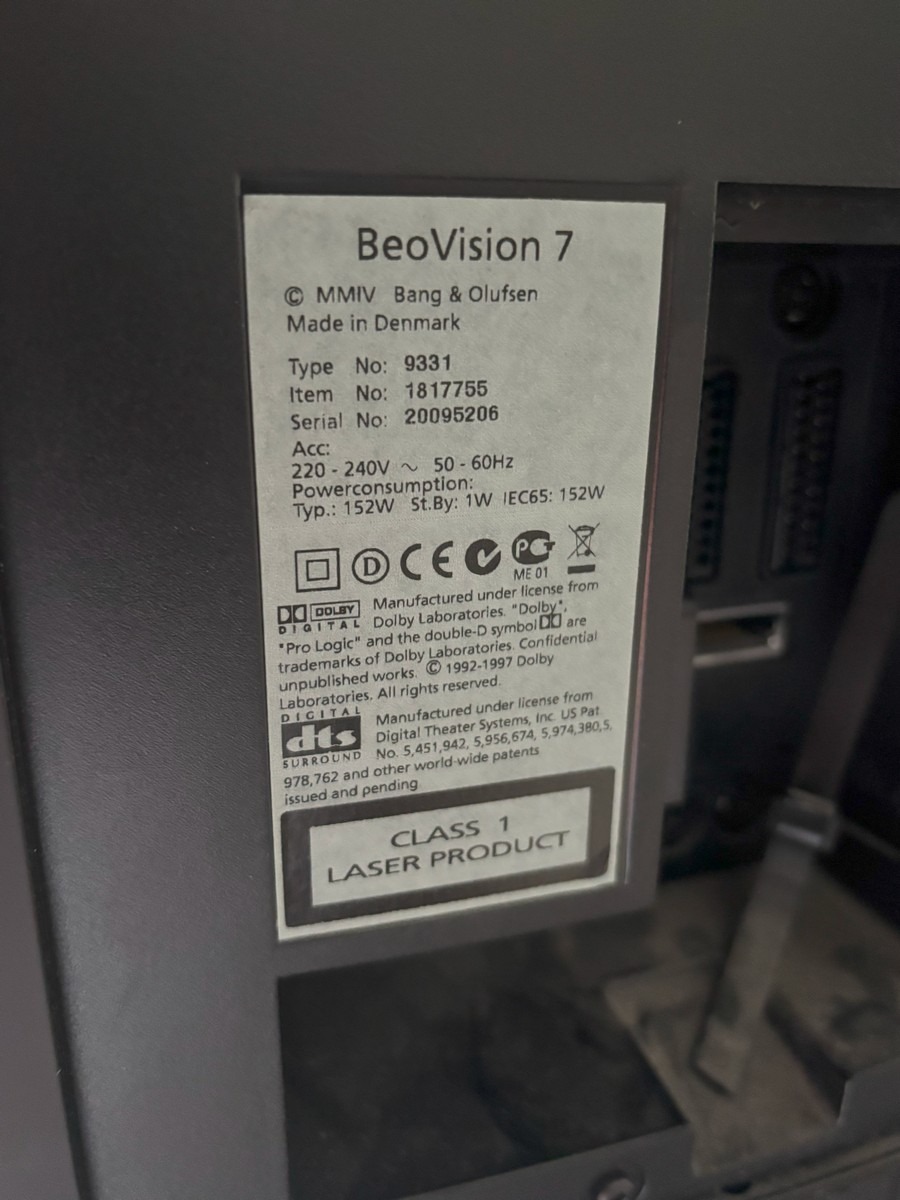 BeoVision 7
© MMIV Bang & Olufsen
Made in Denmark
Type No: 9331
Item No: 1817755
Serial No: 20095206
Acc:
220 - 240V ~ 50 - 60Hz
Powerconsumption:
Typ.: 152W St.By: 1W IEC65: 152W
D CE PCT
ME 01
DOLBY Manufactured under license from
DIGITAL Dolby Laboratories. "Dolby",
"Pro Logic" and the double-D symbol are
trademarks of Dolby Laboratories. Confidential
unpublished works. © 1992-1997 Dolby
Laboratories. All rights reserved.
DIGITAL Manufactured under license from
dts Digital Theater Systems, Inc. US Pat.
SURROUND No. 5,451,942, 5,956,674, 5,974,380,5,
978,762 and other world-wide patents
issued and pending
CLASS 1
LASER PRODUCT